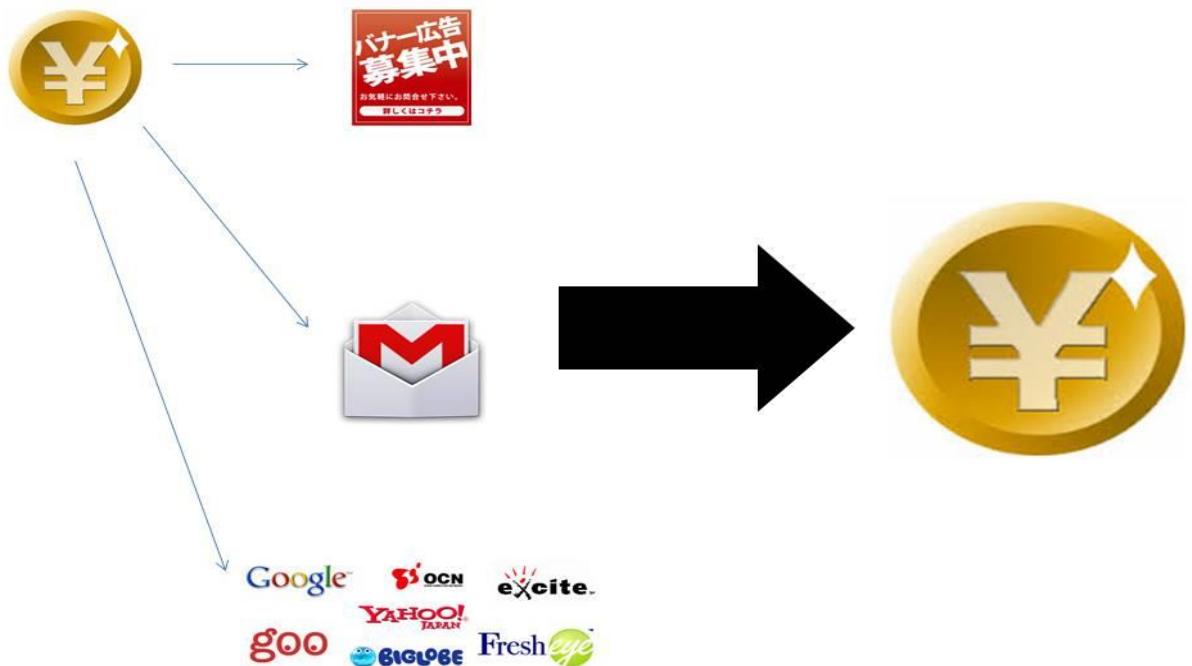 ¥
バナー広告
募集中
お気軽にお問合せ下さい。
詳しくはコチラ
M
¥
Google™
OCN
excite
YAHOO!
JAPAN
goo
BIGLOBE
Fresheye